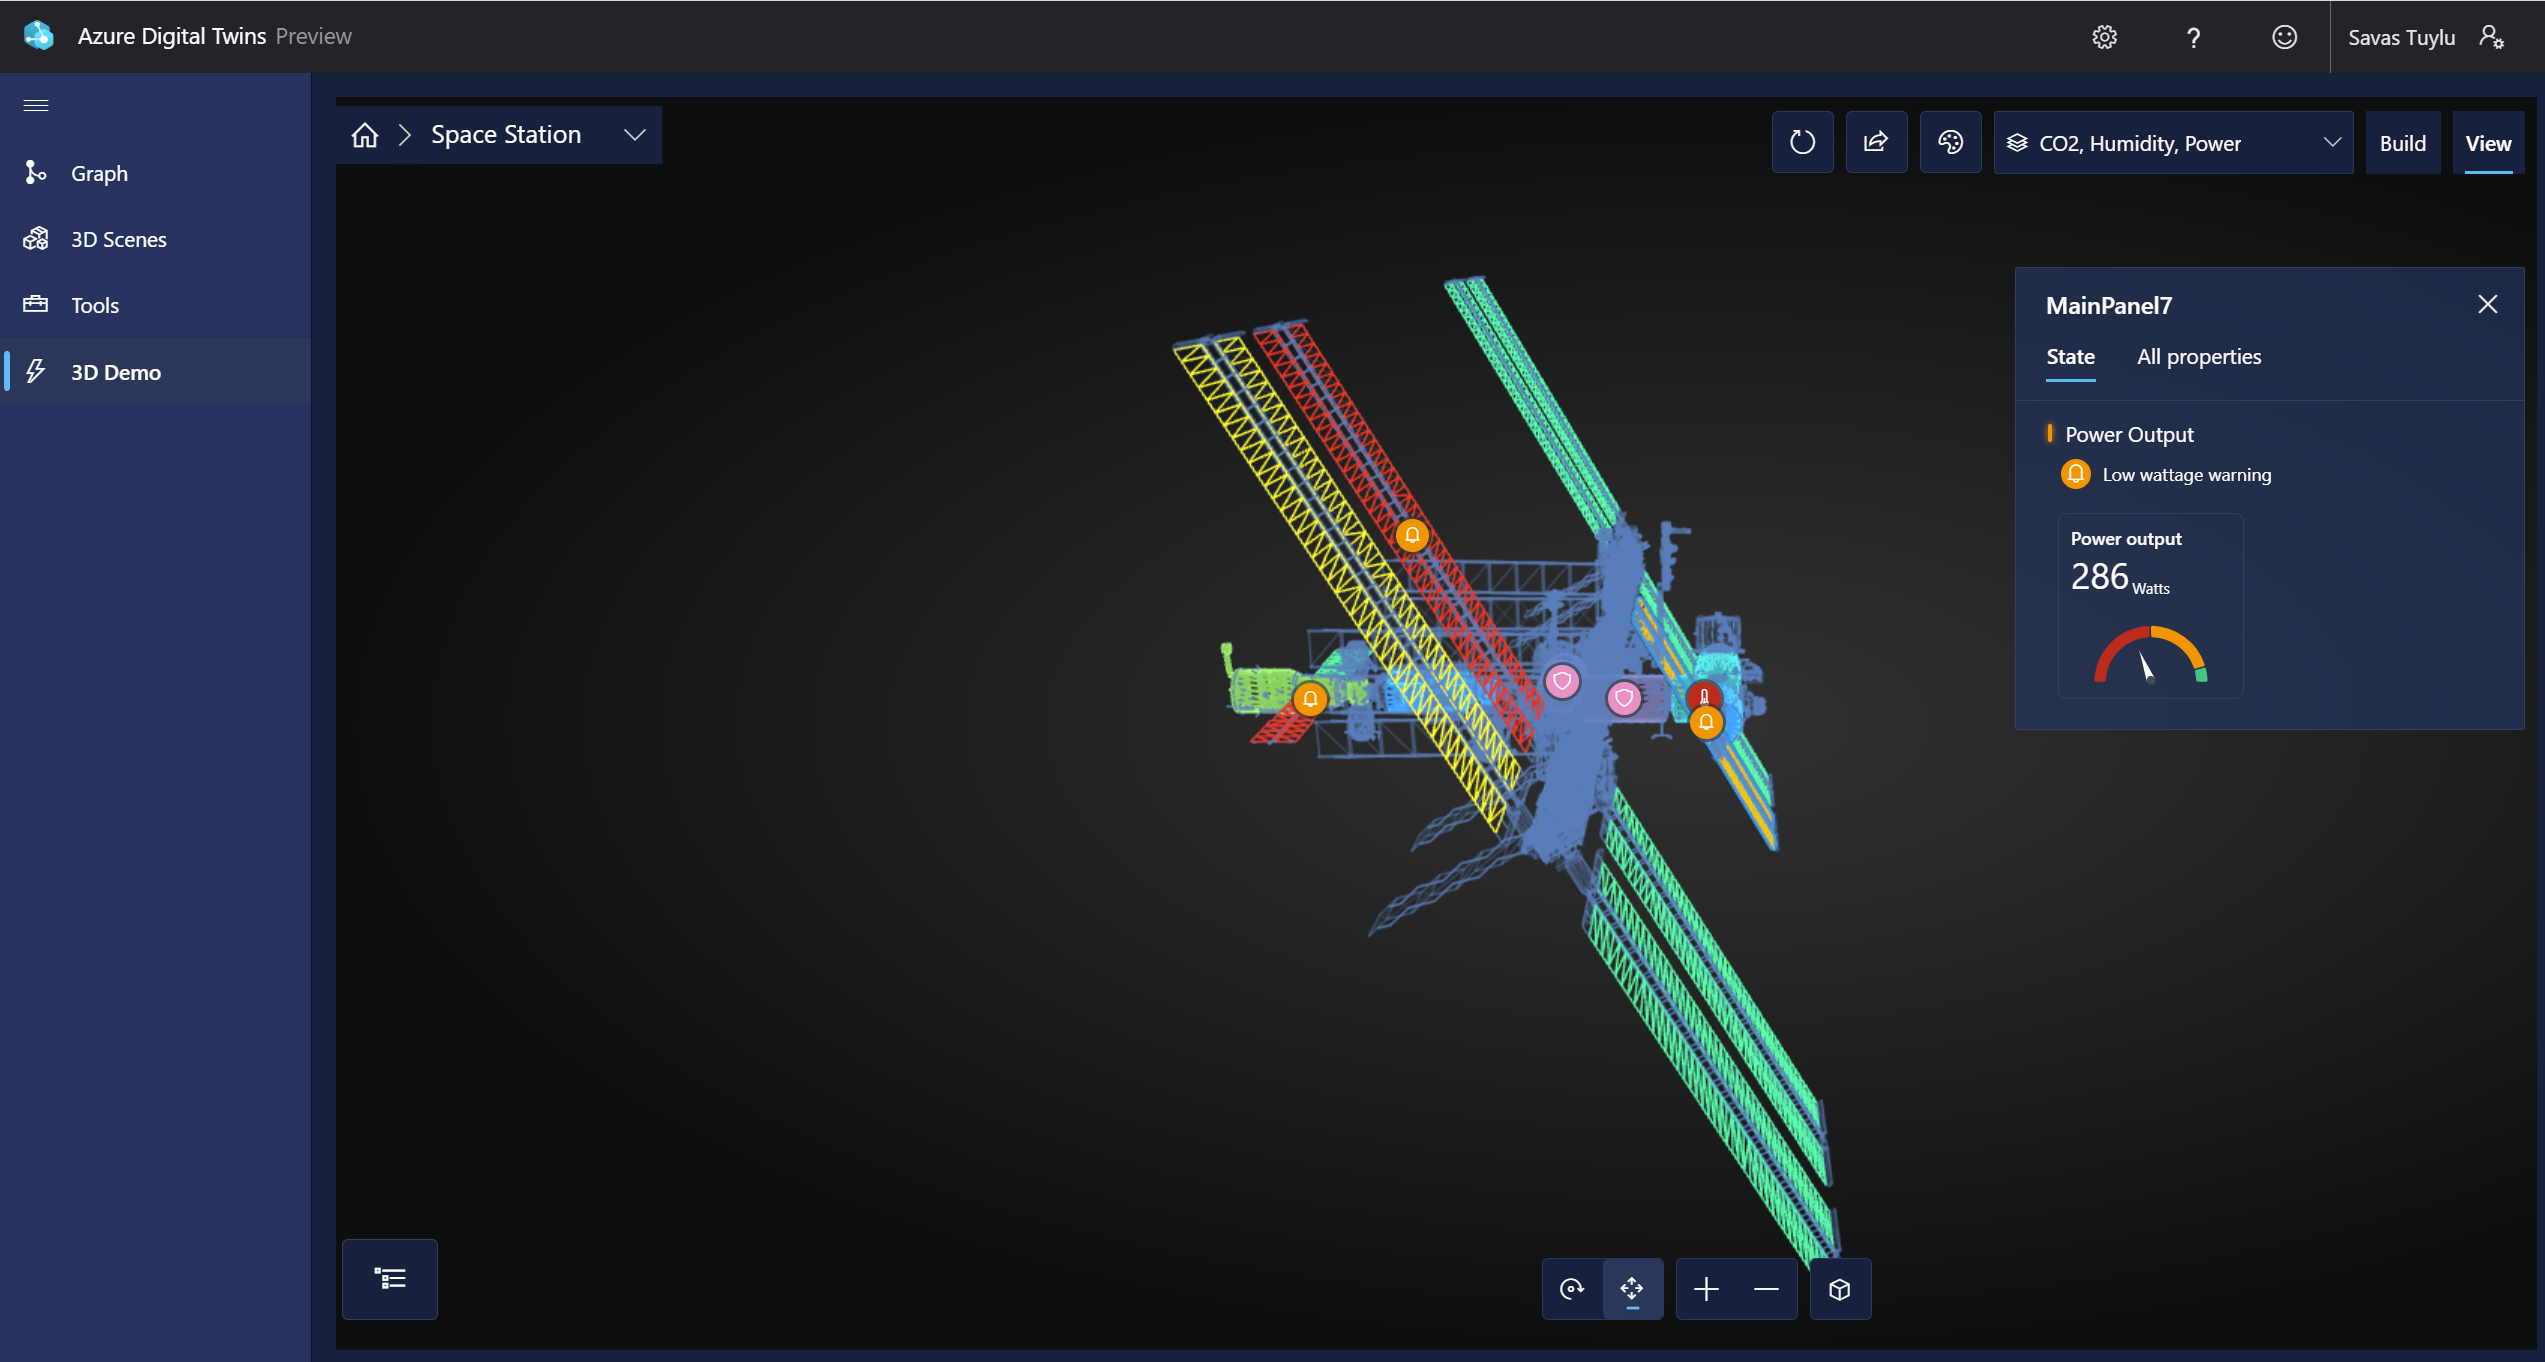 Azure Digital Twins Preview
? Savas Tuylu
Graph
3D Scenes
Tools
3D Demo
Space Station
CO2, Humidity, Power
Build
View
MainPanel7
State All properties
Power Output
Low wattage warning
Power output
286 Watts